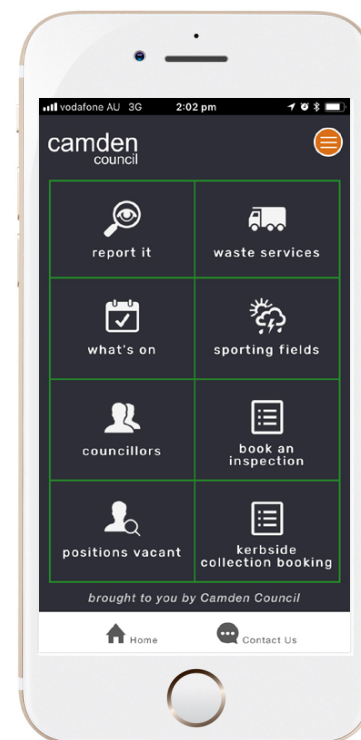 vodafone AU 3G 2:02 pm
camden
council
report it
waste services
what's on
sporting fields
councillors
book an
inspection
positions vacant
kerbside
collection booking
brought to you by Camden Council
Home
Contact Us